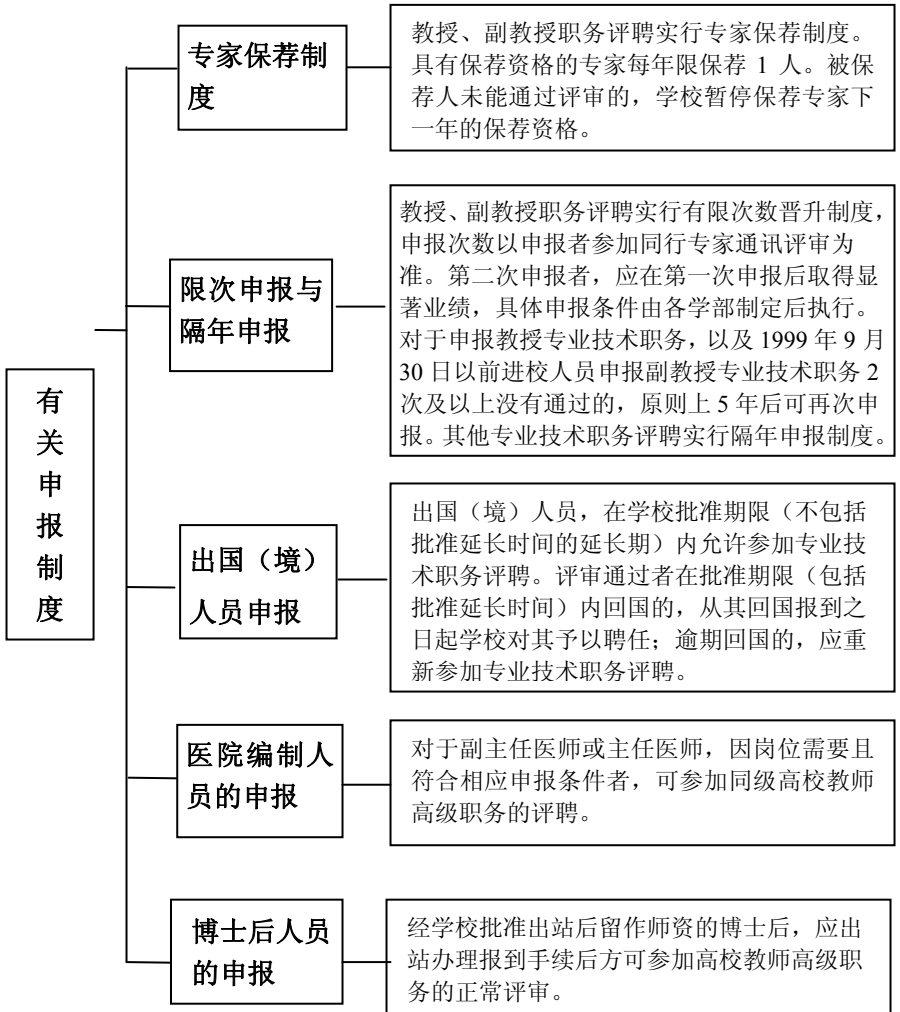 有
关
申
报
制
度
专家保荐制
度
教授、副教授职务评聘实行专家保荐制度。
具有保荐资格的专家每年限保荐 1 人。被保
荐人未能通过评审的，学校暂停保荐专家下
一年的保荐资格。
限次申报与
隔年申报
教授、副教授职务评聘实行有限次数晋升制度，
申报次数以申报者参加同行专家通讯评审为
准。第二次申报者，应在第一次申报后取得显
著业绩，具体申报条件由各学部制定后执行。
对于申报教授专业技术职务，以及 1999 年 9 月
30 日以前进校人员申报副教授专业技术职务 2
次及以上没有通过的，原则上 5 年后可再次申
报。其他专业技术职务评聘实行隔年申报制度。
出国（境）
人员申报
出国（境）人员，在学校批准期限（不包括
批准延长时间的延长期）内允许参加专业技
术职务评聘。评审通过者在批准期限（包括
批准延长时间）内回国的，从其回国报到之
日起学校对其予以聘任；逾期回国的，应重
新参加专业技术职务评聘。
医院编制人
员的申报
对于副主任医师或主任医师，因岗位需要且
符合相应申报条件者，可参加同级高校教师
高级职务的评聘。
博士后人员
的申报
经学校批准出站后留作师资的博士后，应出
站办理报到手续后方可参加高校教师高级职
务的正常评审。